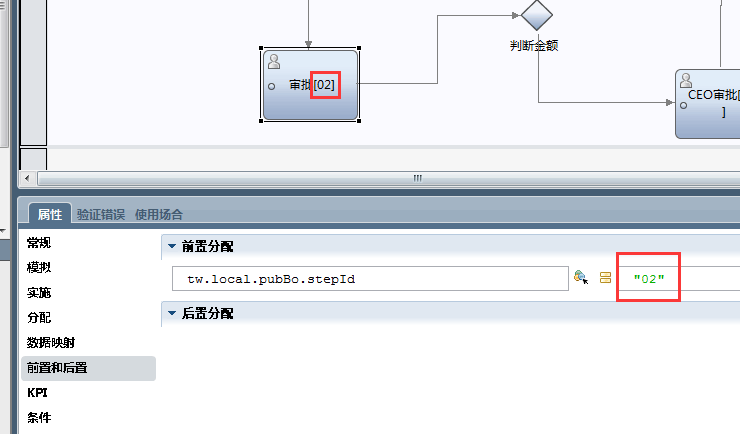 判断金额
审批[02]
CEO审批[
]
属性 验证错误 使用场合
常规
模拟
实施
分配
数据映射
前置和后置
KPI
条件
前置分配
tw.local.pubBo.stepId
"02"
后置分配